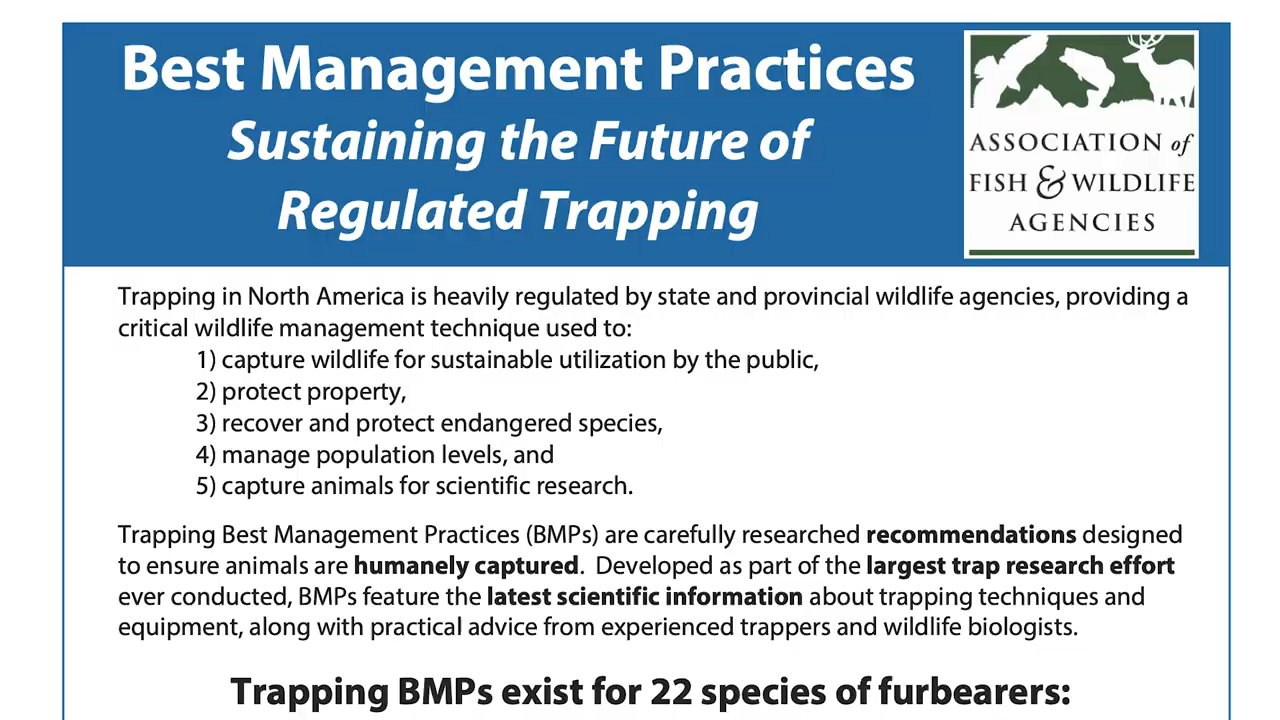 Best Management Practices
Sustaining the Future of
Regulated Trapping
ASSOCIATION of
FISH & WILDLIFE
AGENCIES
Trapping in North America is heavily regulated by state and provincial wildlife agencies, providing a
critical wildlife management technique used to:
1) capture wildlife for sustainable utilization by the public,
2) protect property,
3) recover and protect endangered species,
4) manage population levels, and
5) capture animals for scientific research.
Trapping Best Management Practices (BMPs) are carefully researched recommendations designed
to ensure animals are humanely captured. Developed as part of the largest trap research effort
ever conducted, BMPs feature the latest scientific information about trapping techniques and
equipment, along with practical advice from experienced trappers and wildlife biologists.
Trapping BMPs exist for 22 species of furbearers: